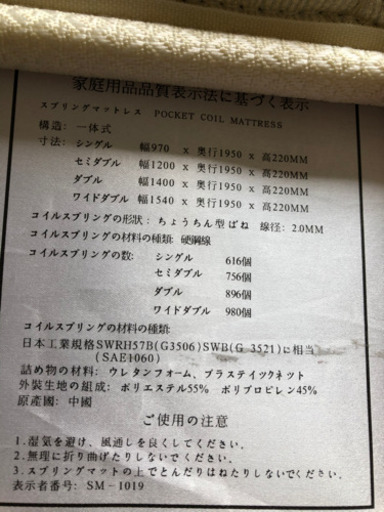 家庭用品品質表示法に基づく表示
スプリングマットレス POCKET COIL MATTRESS
構造: 一体式
寸法: シングル 幅970 x 奥行1950 x 高220MM
セミダブル 幅1200 x 奥行1950 x 高220MM
ダブル 幅1400 x 奥行1950 x 高220MM
ワイドダブル 幅1540 x 奥行1950 x 高220MM
コイルスプリングの形狀: ちょうちん型ばね 線径: 2.0MM
コイルスプリングの材料の種類: 硬鋼線
コイルスプリングの数: シングル 616個
セミダブル 756個
ダブル 896個
ワイドダブル 980個
コイルスプリングの材料の種類:
日本工業規格SWRH57B(G3506)SWB(G 3521)に相当
(SAE1060)
詰め物の材料: ウレタンフォーム、プラステイツクネット
外裝生地の組成: ポリエステル55% ポリプロピレン45%
原產國: 中國
ご使用の注意
1.湿気を避け、風通しを良くしてください。
2.無理に折り曲げたりしないでください。
3.スプリングマットの上でとんだりはねたりしないでください。
表示者番号: SM-1019